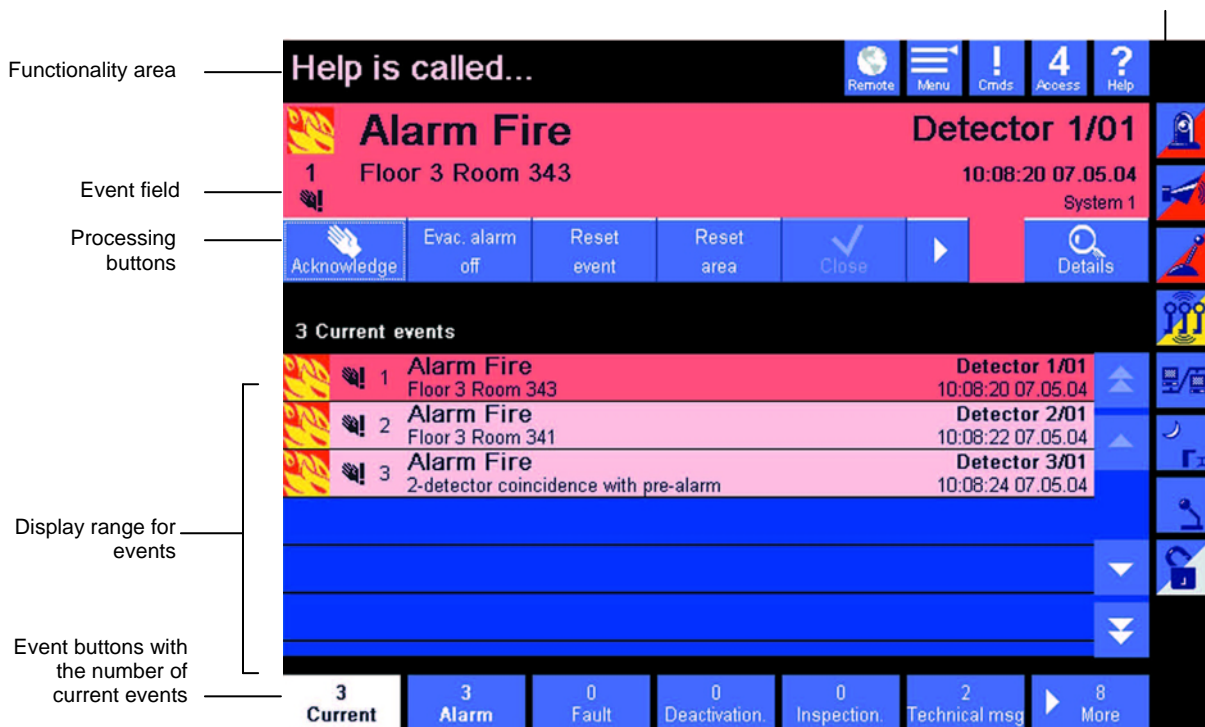 Functionality area
Help is called...
Remote
Menu
!
Cmds
4
Access
?
Help
Event field
Alarm Fire
Detector 1/01
1
Floor 3 Room 343
10:08:20 07.05.04
!
System 1
Processing
buttons
Acknowledge
Evac. alarm
off
Reset
event
Reset
area
Close
Details
3 Current events
Display range for
events
! 1
Alarm Fire
Detector 1/01
Floor 3 Room 343
10:08:20 07.05.04
! 2
Alarm Fire
Detector 2/01
Floor 3 Room 341
10:08:22 07.05.04
! 3
Alarm Fire
Detector 3/01
2-detector coincidence with pre-alarm
10:08:24 07.05.04
Event buttons with
the number of
current events
3
Current
3
Alarm
0
Fault
0
Deactivation.
0
Inspection.
2
Technical msg
8
More